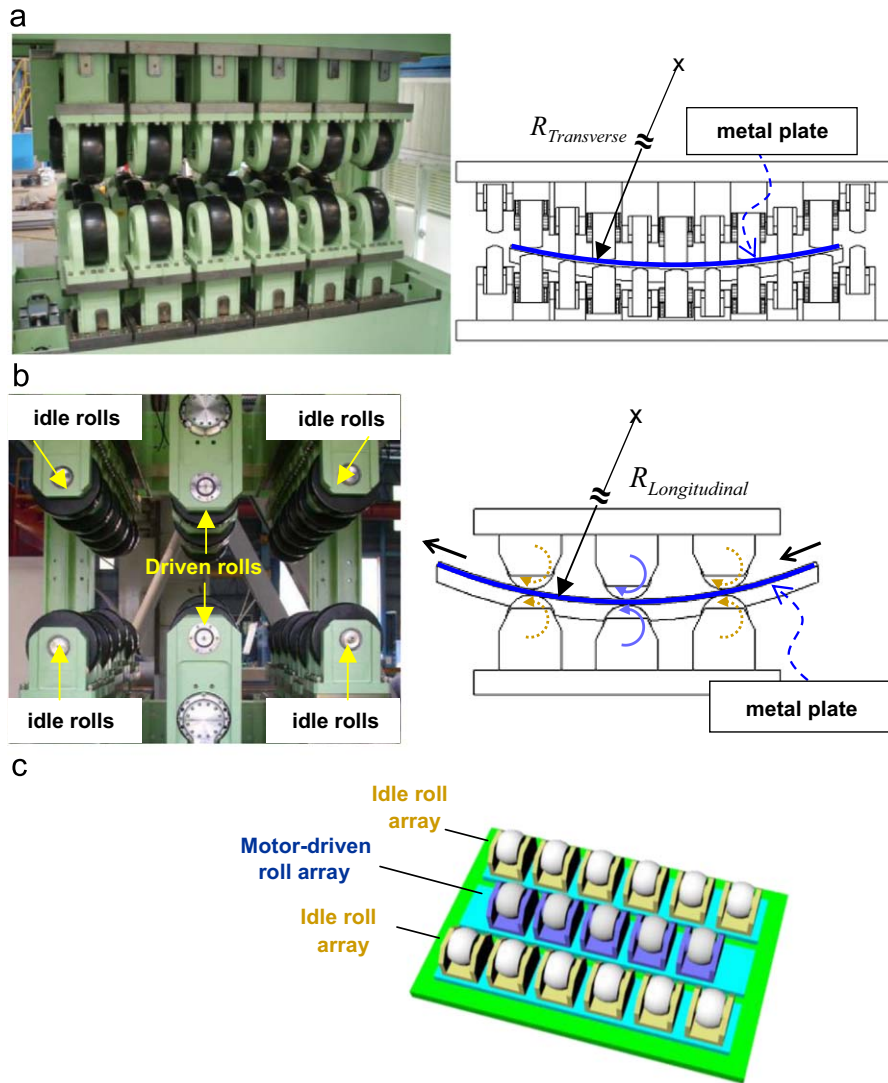 a
x
R_Transverse
metal plate
b
idle rolls
idle rolls
Driven rolls
idle rolls
idle rolls
x
R_Longitudinal
metal plate
c
Idle roll
array
Motor-driven
roll array
Idle roll
array